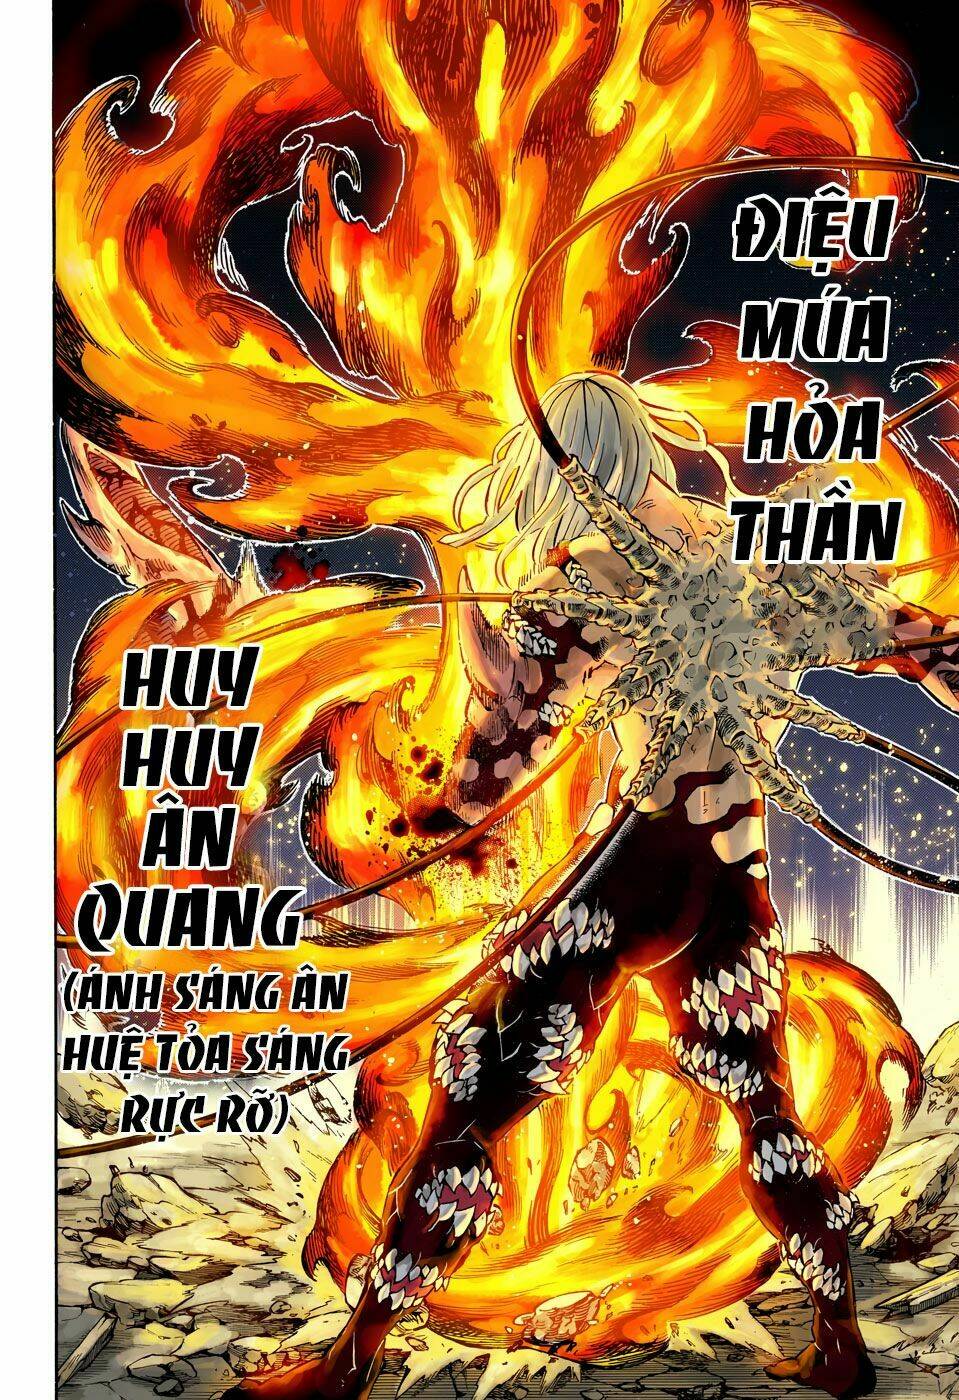 ĐIỆU
MÚA
HỎA
THẦN
HUY
HUY
ÂN
QUANG
(ÁNH SÁNG ÂN
HUỆ TỎA SÁNG
RỰC RỠ)